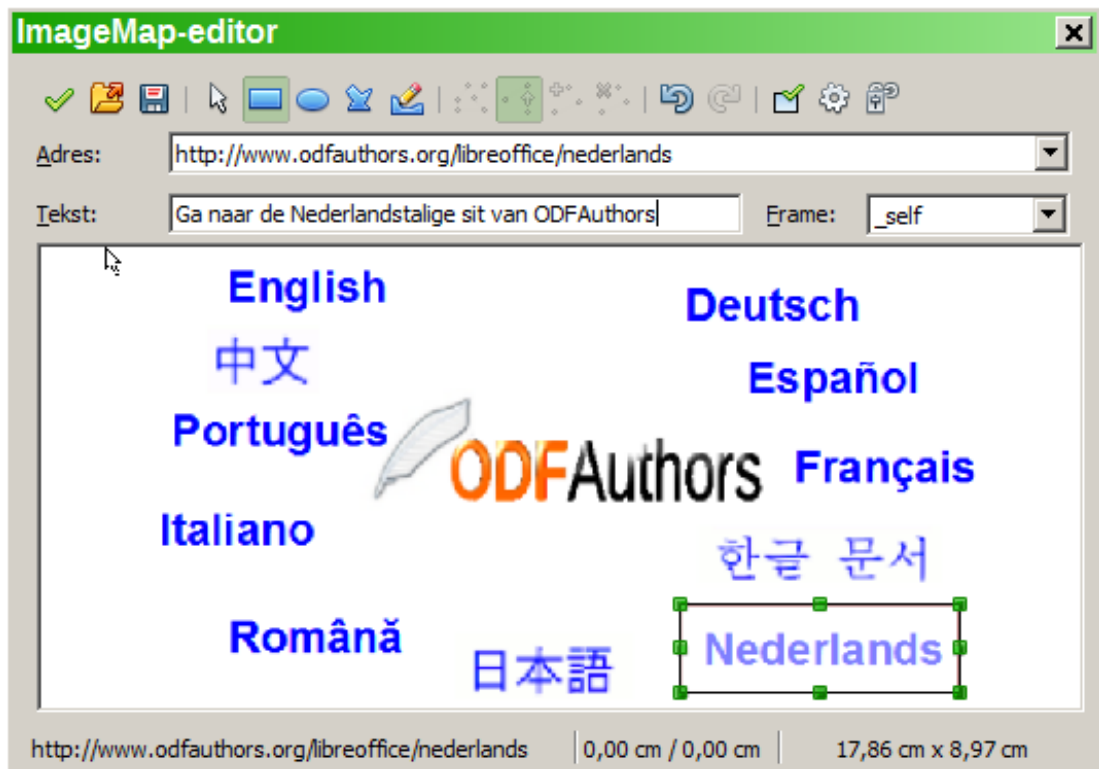 ImageMap-editor
Adres: http://www.odfauthors.org/libreoffice/nederlands
Tekst: Ga naar de Nederlandstalige sit van ODFAuthors Frame: _self
English
Deutsch
中文
Español
Português
ODFAuthors
Français
Italiano
한글 문서
Română
日本語
Nederlands
http://www.odfauthors.org/libreoffice/nederlands 0,00 cm / 0,00 cm 17,86 cm x 8,97 cm